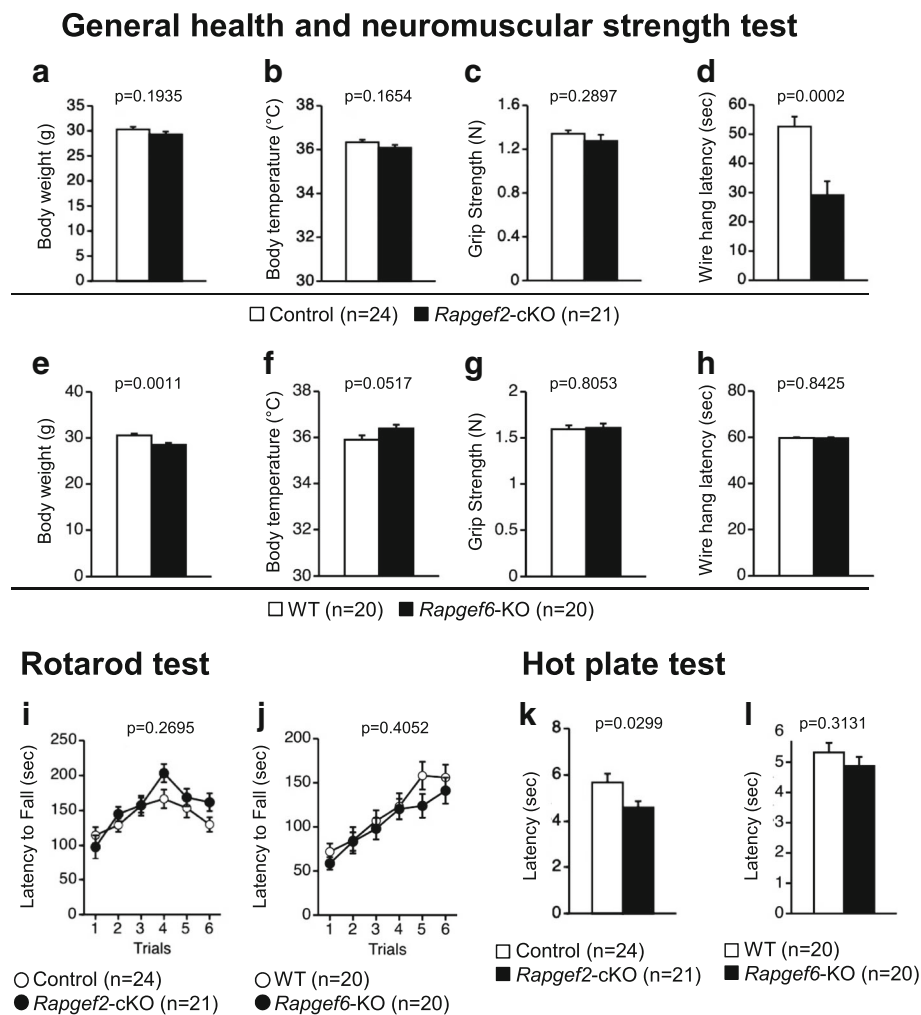 General health and neuromuscular strength test
a b c d
p=0.1935 p=0.1654 p=0.2897 p=0.0002
Body weight (g)
35
30
25
20
15
10
5
0
Body temperature (°C)
38
36
34
32
30
Grip Strength (N)
1.6
1.2
0.8
0.4
0
Wire hang latency (sec)
60
50
40
30
20
10
0
Control (n=24) Rapgef2-cKO (n=21)
e f g h
p=0.0011 p=0.0517 p=0.8053 p=0.8425
Body weight (g)
40
30
20
10
0
Body temperature (°C)
38
36
34
32
30
Grip Strength (N)
2
1.5
1
0.5
0
Wire hang latency (sec)
80
60
40
20
0
WT (n=20) Rapgef6-KO (n=20)
Rotarod test
i j
p=0.2695 p=0.4052
Latency to Fall (sec)
250
200
150
100
50
0
1 2 3 4 5 6
Trials
Control (n=24)
Rapgef2-cKO (n=21)
Latency to Fall (sec)
200
150
100
50
0
1 2 3 4 5 6
Trials
WT (n=20)
Rapgef6-KO (n=20)
Hot plate test
k l
p=0.0299 p=0.3131
Latency (sec)
8
6
4
2
0
Control (n=24)
Rapgef2-cKO (n=21)
Latency (sec)
6
5
4
3
2
1
0
WT (n=20)
Rapgef6-KO (n=20)